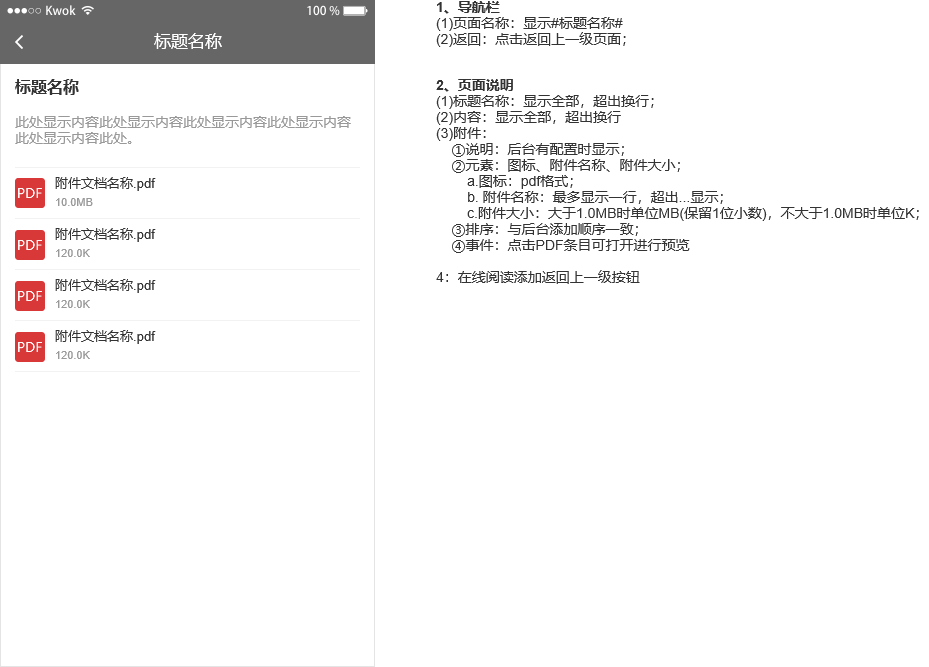 Kwok 100 %
标题名称
标题名称
此处显示内容此处显示内容此处显示内容此处显示内容
此处显示内容此处。
PDF
附件文档名称.pdf
10.0MB
PDF
附件文档名称.pdf
120.0K
PDF
附件文档名称.pdf
120.0K
PDF
附件文档名称.pdf
120.0K
1、导航栏
(1)页面名称：显示#标题名称#
(2)返回：点击返回上一级页面；
2、页面说明
(1)标题名称：显示全部，超出换行；
(2)内容：显示全部，超出换行
(3)附件：
①说明：后台有配置时显示；
②元素：图标、附件名称、附件大小；
a.图标：pdf格式；
b. 附件名称：最多显示一行，超出...显示；
c.附件大小：大于1.0MB时单位MB(保留1位小数)，不大于1.0MB时单位K；
③排序：与后台添加顺序一致；
④事件：点击PDF条目可打开进行预览
4：在线阅读添加返回上一级按钮